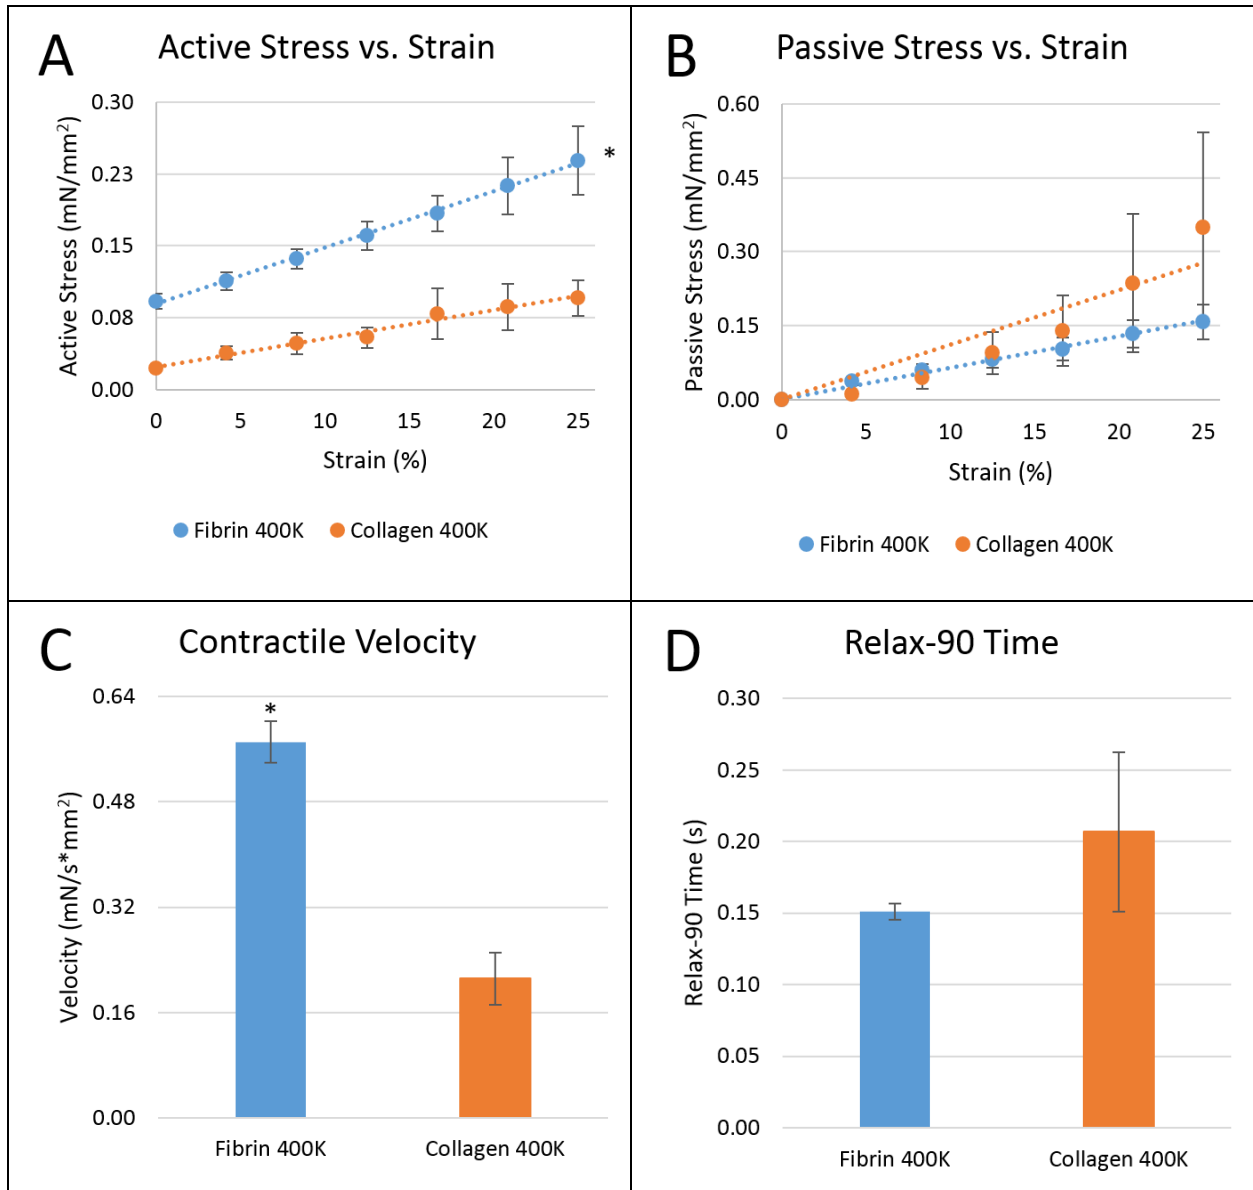 A
Active Stress vs. Strain
Active Stress (mN/mm²)
0.30
0.23
0.15
0.08
0.00
*
0 5 10 15 20 25
Strain (%)
Fibrin 400K Collagen 400K
B
Passive Stress vs. Strain
Passive Stress (mN/mm²)
0.60
0.45
0.30
0.15
0.00
0 5 10 15 20 25
Strain (%)
Fibrin 400K Collagen 400K
C
Contractile Velocity
Velocity (mN/s*mm²)
0.64
0.48
0.32
0.16
0.00
*
Fibrin 400K Collagen 400K
D
Relax-90 Time
Relax-90 Time (s)
0.30
0.25
0.20
0.15
0.10
0.05
0.00
Fibrin 400K Collagen 400K